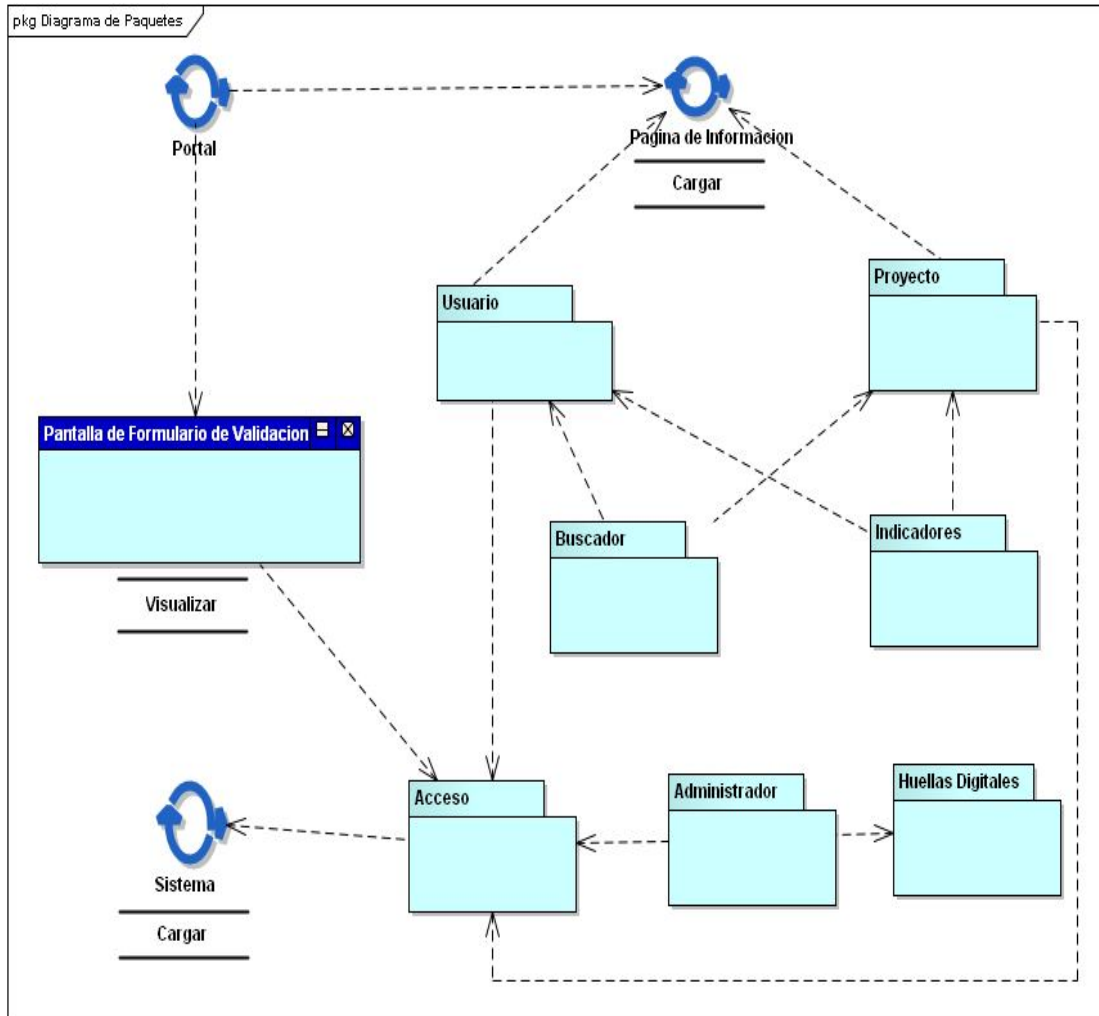 pkg Diagrama de Paquetes
Portal
Pagina de Informacion
Cargar
Usuario
Proyecto
Pantalla de Formulario de Validacion
Visualizar
Buscador
Indicadores
Acceso
Administrador
Huellas Digitales
Sistema
Cargar